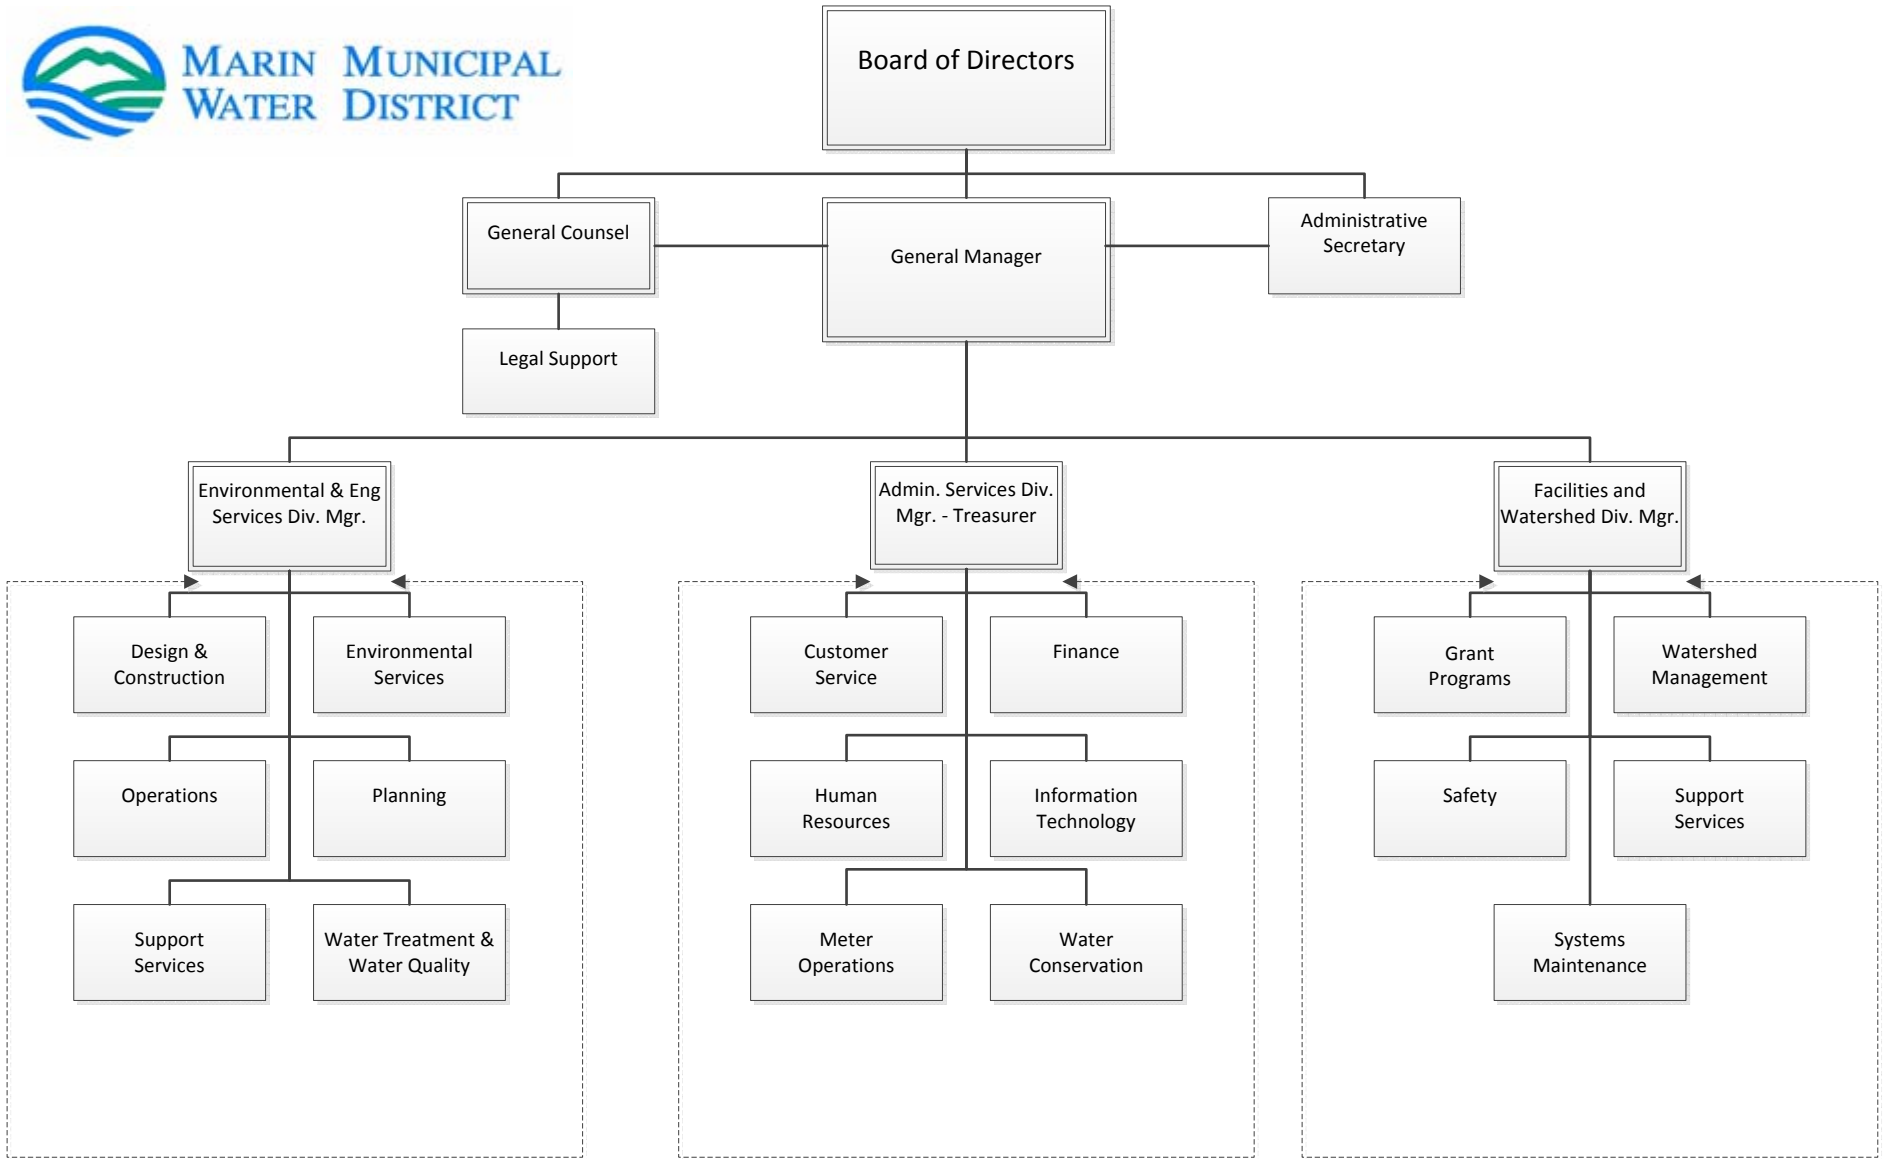 MARIN MUNICIPAL
WATER DISTRICT
Board of Directors
General Counsel
General Manager
Administrative
Secretary
Legal Support
Environmental & Eng
Services Div. Mgr.
Admin. Services Div.
Mgr. - Treasurer
Facilities and
Watershed Div. Mgr.
Design &
Construction
Environmental
Services
Operations
Planning
Support
Services
Water Treatment &
Water Quality
Customer
Service
Finance
Human
Resources
Information
Technology
Meter
Operations
Water
Conservation
Grant
Programs
Watershed
Management
Safety
Support
Services
Systems
Maintenance